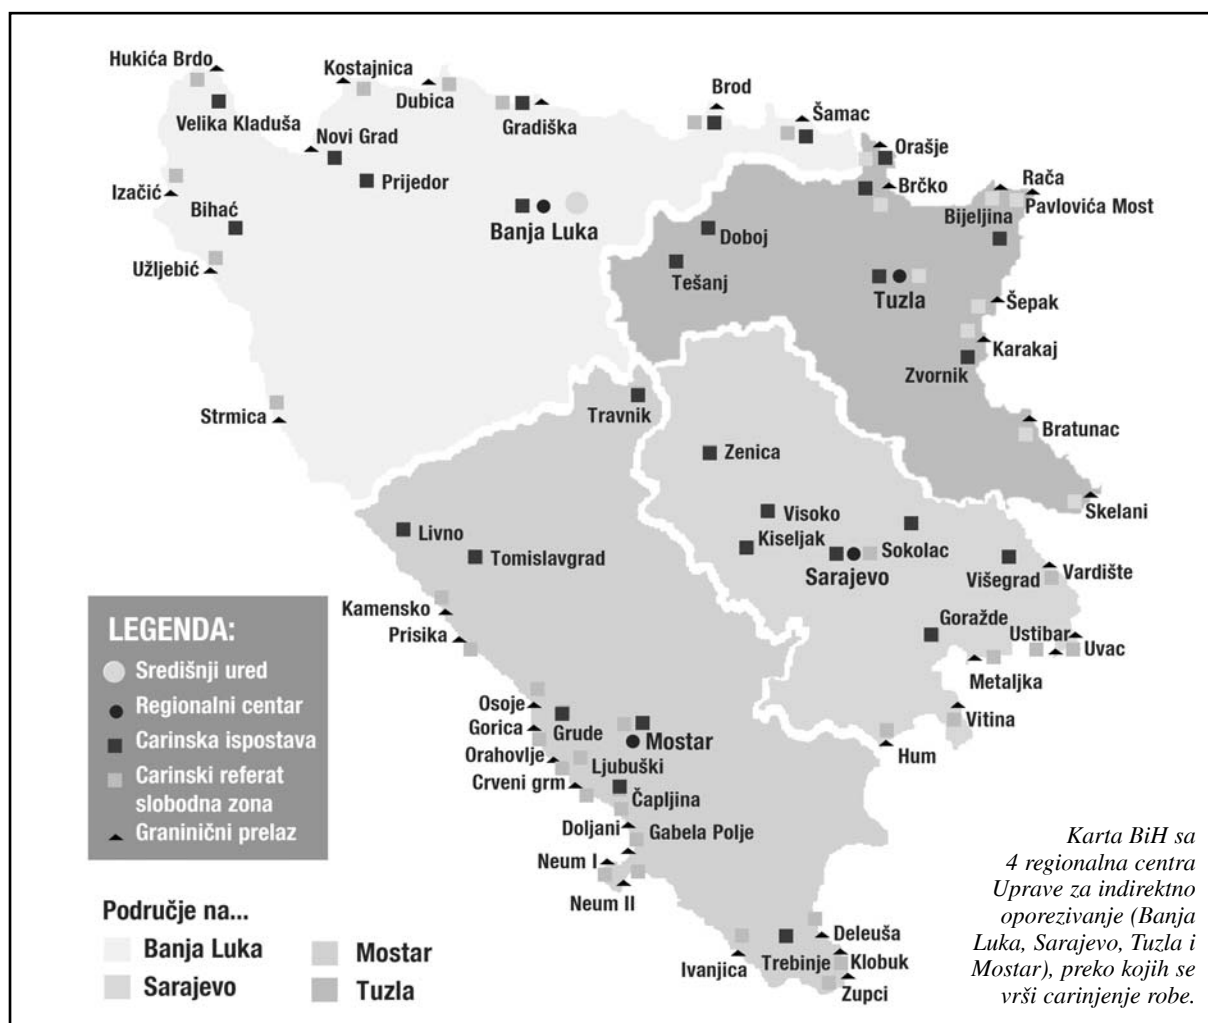 Hukića Brdo
Kostajnica
Dubica
Brod
Šamac
Velika Kladuša
Gradiška
Novi Grad
Orašje
Prijedor
Brčko
Rača
Izačić
Pavlovića Most
Bihać
Bijeljina
Banja Luka
Doboj
Užljebić
Tešanj
Tuzla
Šepak
Karakaj
Zvornik
Strmica
Travnik
Bratunac
Zenica
Skelani
Visoko
Livno
Kiseljak
Sokolac
Tomislavgrad
Sarajevo
Višegrad
Vardište
Kamensko
Goražde
Prisika
Ustibar
Uvac
Metaljka
Osoje
Vitina
Gorica
Grude
Mostar
Hum
Orahovlje
Ljubuški
Crveni grm
Čapljina
Doljani
Gabela Polje
Neum I
Neum II
Deleuša
Ivanjica
Trebinje
Klobuk
Zupci
LEGENDA:
Središnji ured
Regionalni centar
Carinska ispostava
Carinski referat
slobodna zona
Graninični prelaz
Područje na...
Banja Luka
Sarajevo
Mostar
Tuzla
Karta BiH sa
4 regionalna centra
Uprave za indirektno
oporezivanje (Banja
Luka, Sarajevo, Tuzla i
Mostar), preko kojih se
vrši carinjenje robe.